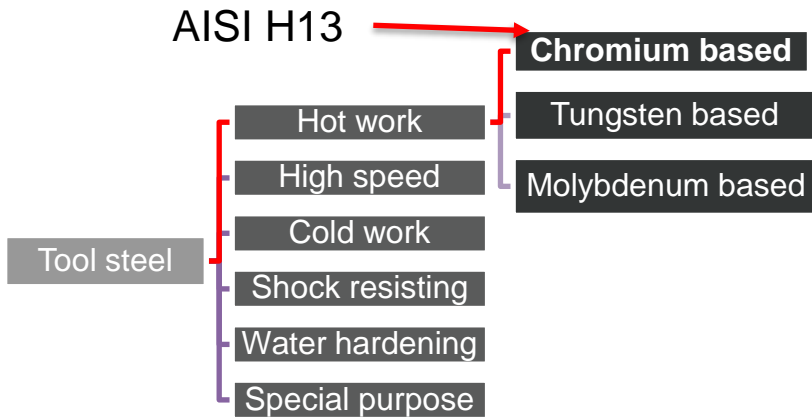 AISI H13
Chromium based
Hot work
Tungsten based
High speed
Molybdenum based
Cold work
Tool steel
Shock resisting
Water hardening
Special purpose